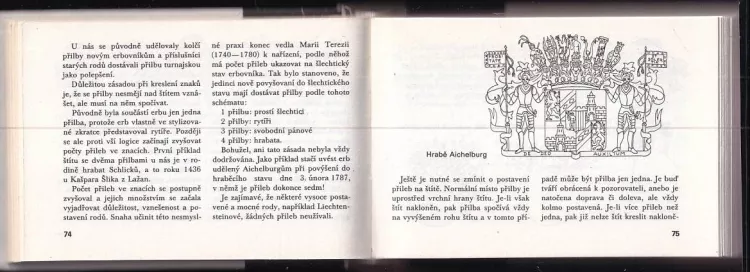 U nás se původně udělovaly kolčí
přilby novým erbovníkům a příslušníci
starých rodů dostávali přilbu turnajskou
jako polepšení.
Důležitou zásadou při kreslení znaků
je, že se přilby nesmějí nad štítem vzná-
šet, ale musí na něm spočívat.
Původně byla součástí erbu jen jedna
přilba, protože erb vlastně ve stylizova-
né zkratce představoval rytíře. Později
se ale proti vší logice začínají zvyšovat
počty přileb ve znacích. První příklad
štítu se dvěma přilbami u nás je v ro-
dině hrabat Schlicků, a to roku 1436
u Kašpara Šlika z Lažan.
Počet přileb ve znacích se postupně
zvyšoval a jejich množstvím se začala
vyjadřovat důležitost, vznešenost a po-
stavení rodů. Snaha učinit této nesmysl-
74
né praxi konec vedla Marii Terezii
(1740—1780) k nařízení, podle něhož
má počet přileb ukazovat na šlechtický
stav erbovníka. Tak bylo stanoveno, že
jedinci nově povyšovaní do šlechtického
stavu mají dostávat přilby podle tohoto
schématu:
1 přilbu: prostí šlechtici
2 přilby: rytíři
3 přilby: svobodní pánové
4 přilby: hrabata.
Bohužel, ani tato zásada nebyla vždy
dodržována. Jako příklad stačí uvést erb
udělený Aichelburgům při povýšení do
hraběcího stavu dne 3. února 1787,
v němž je přileb dokonce sedm!
Je zajímavé, že některé vysoce posta-
vené a mocné rody, například Liechten-
steinové, žádných přileb neužívali.
Hrabě Aichelburg
DE DEO AUXILIUM
Ještě je nutné se zmínit o postavení
přileb na štítě. Normální místo přilby je
uprostřed vrchní hrany štítu. Je-li však
štít nakloněn, pak přilba spočívá vždy
na vyvýšeném rohu štítu a v tomto pří-
padě může být přilba jen jedna. Je buď
tváří obrácená k pozorovateli, anebo je
natočena doprava či doleva, ale vždy
kolmo postavená. Je-li více přileb než
jedna, pak již nelze štít kreslit nakloně-
75